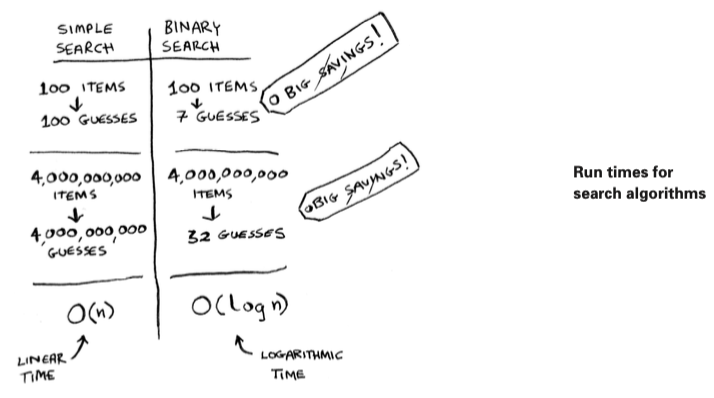 SIMPLE
SEARCH
BINARY
SEARCH
100 ITEMS
100 GUESSES
100 ITEMS
7 GUESSES
BIG SAVINGS!
4,000,000,000
ITEMS
4,000,000,000
GUESSES
4,000,000,000
ITEMS
32 GUESSES
BIG SAVINGS!
O(n)
O(log n)
LINEAR
TIME
LOGARITHMIC
TIME
Run times for
search algorithms